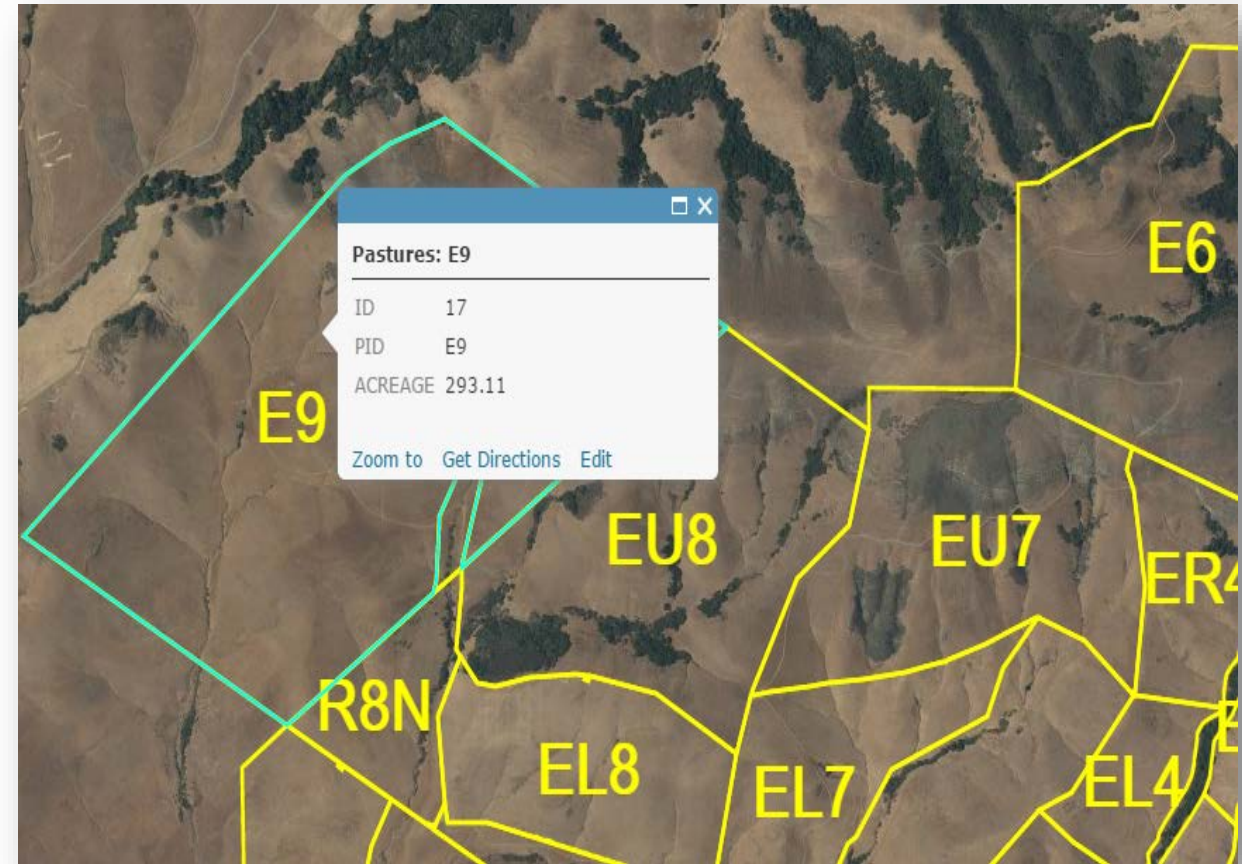 E6
Pastures: E9
ID 17
PID E9
ACREAGE 293.11
E9
Zoom to Get Directions Edit
EU8
EU7
ER4
R8N
EL8
EL7
EL4